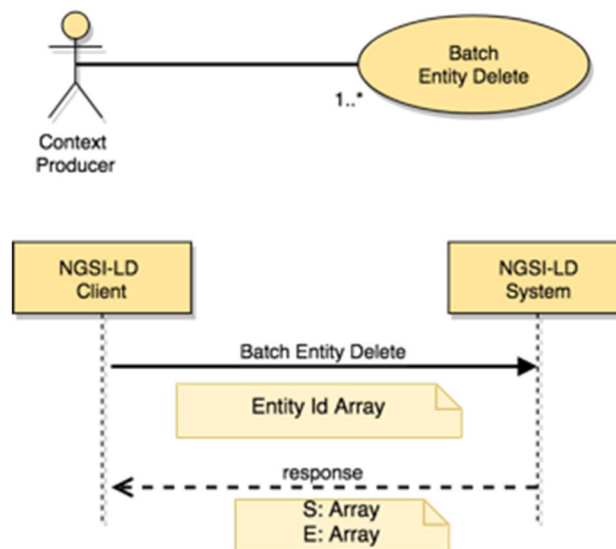 Batch
Entity Delete
1..*
Context
Producer
NGSI-LD
Client
NGSI-LD
System
Batch Entity Delete
Entity Id Array
response
S: Array
E: Array